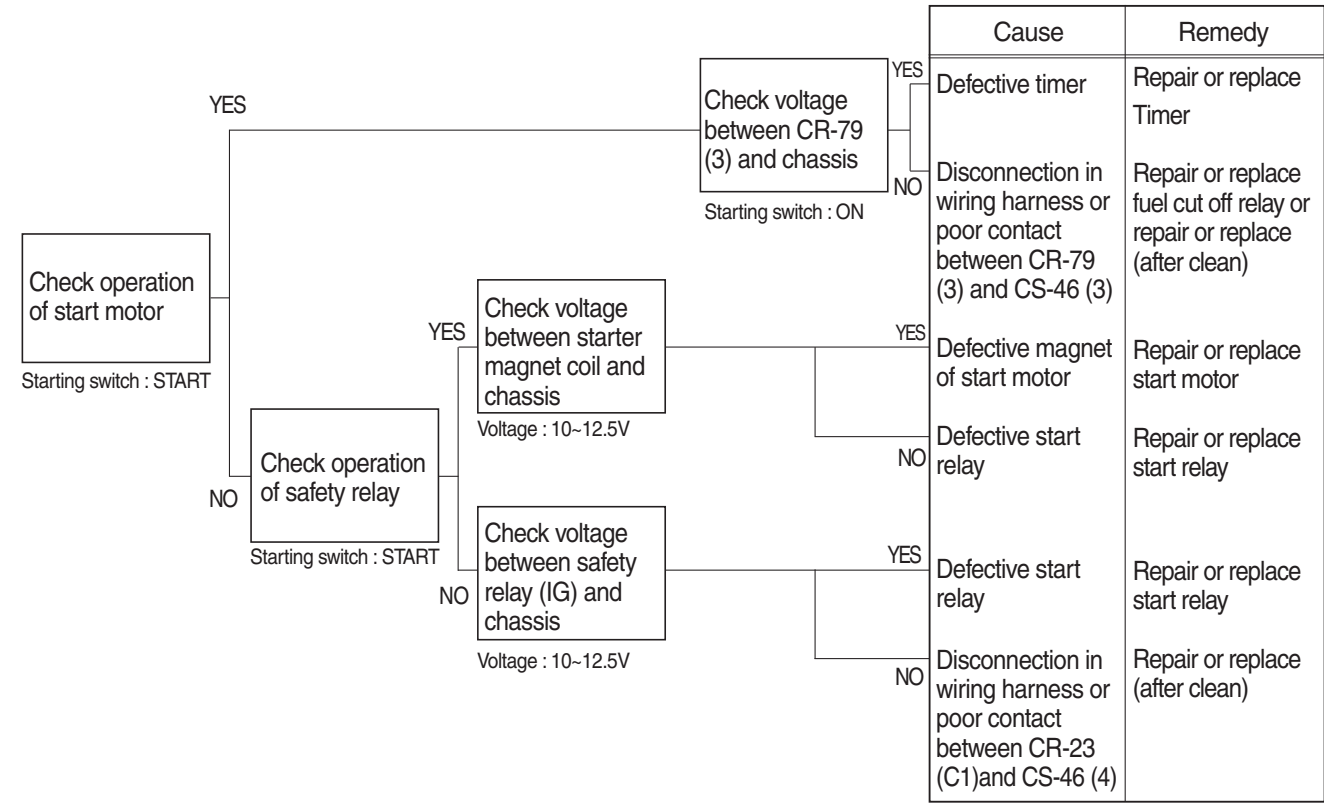 Cause
Remedy
YES
Check voltage
between CR-79
(3) and chassis
Starting switch : ON
YES
Defective timer
Repair or replace
Timer
NO
Disconnection in
wiring harness or
poor contact
between CR-79
(3) and CS-46 (3)
Repair or replace
fuel cut off relay or
repair or replace
(after clean)
Check operation
of start motor
Starting switch : START
YES
Check voltage
between starter
magnet coil and
chassis
Voltage : 10~12.5V
YES
Defective magnet
of start motor
Repair or replace
start motor
NO
Defective start
relay
Repair or replace
start relay
NO
Check operation
of safety relay
Starting switch : START
NO
Check voltage
between safety
relay (IG) and
chassis
Voltage : 10~12.5V
YES
Defective start
relay
Repair or replace
start relay
NO
Disconnection in
wiring harness or
poor contact
between CR-23
(C1)and CS-46 (4)
Repair or replace
(after clean)